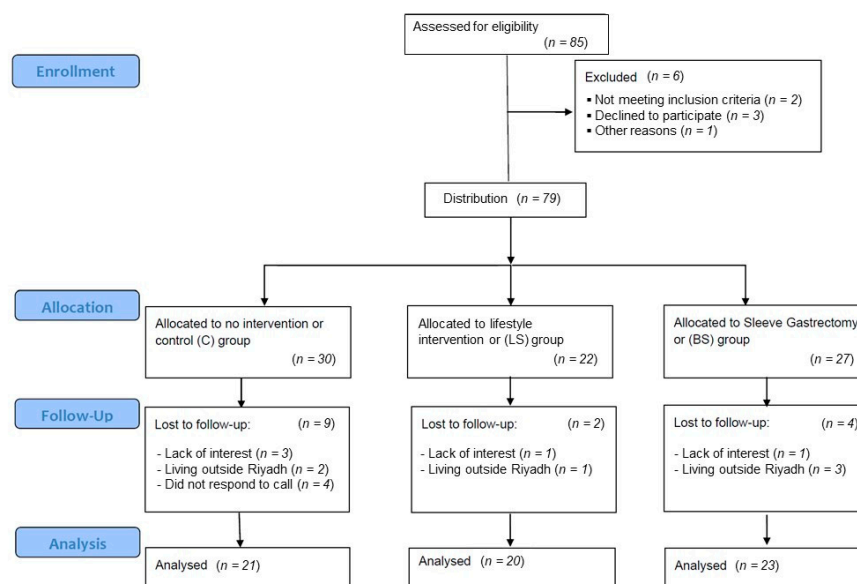 Assessed for eligibility
(n = 85)
Enrollment
Excluded (n = 6)
▪ Not meeting inclusion criteria (n = 2)
▪ Declined to participate (n = 3)
▪ Other reasons (n = 1)
Distribution (n = 79)
Allocation
Allocated to no intervention or
control (C) group
(n = 30)
Allocated to lifestyle
intervention or (LS) group
(n = 22)
Allocated to Sleeve Gastrectomy
or (BS) group
(n = 27)
Follow-Up
Lost to follow-up: (n = 9)
- Lack of interest (n = 3)
- Living outside Riyadh (n = 2)
- Did not respond to call (n = 4)
Lost to follow-up: (n = 2)
- Lack of interest (n = 1)
- Living outside Riyadh (n = 1)
Lost to follow-up: (n = 4)
- Lack of interest (n = 1)
- Living outside Riyadh (n = 3)
Analysis
Analysed (n = 21)
Analysed (n = 20)
Analysed (n = 23)